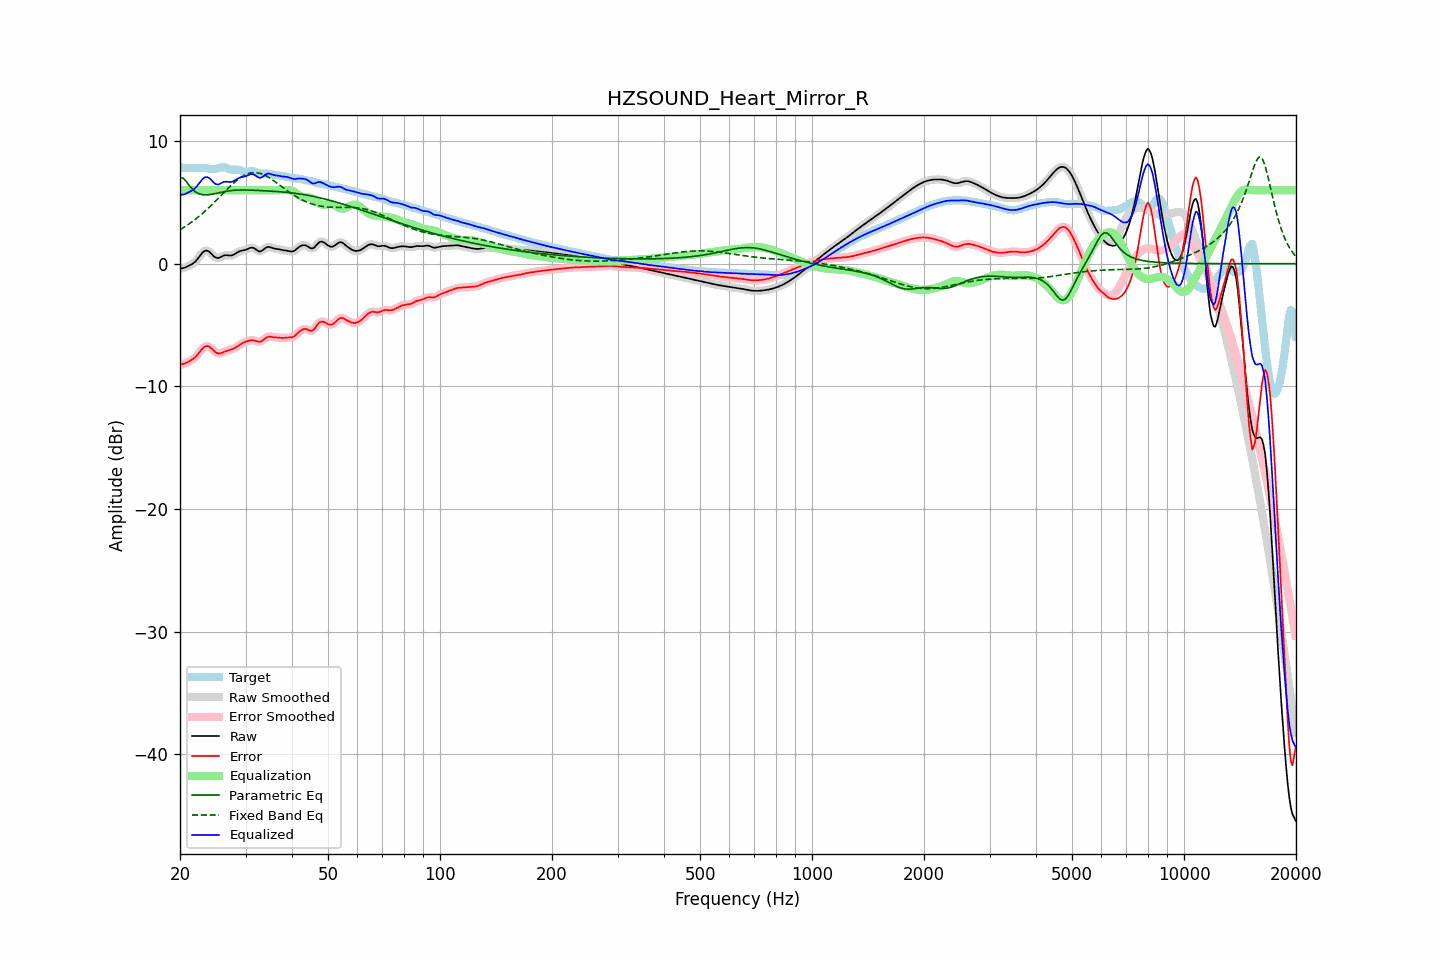 HZSOUND_Heart_Mirror_R
10
0
−10
−20
−30
−40
Amplitude (dBr)
Target
Raw Smoothed
Error Smoothed
Raw
Error
Equalization
Parametric Eq
Fixed Band Eq
Equalized
20 50 100 200 500 1000 2000 5000 10000 20000
Frequency (Hz)